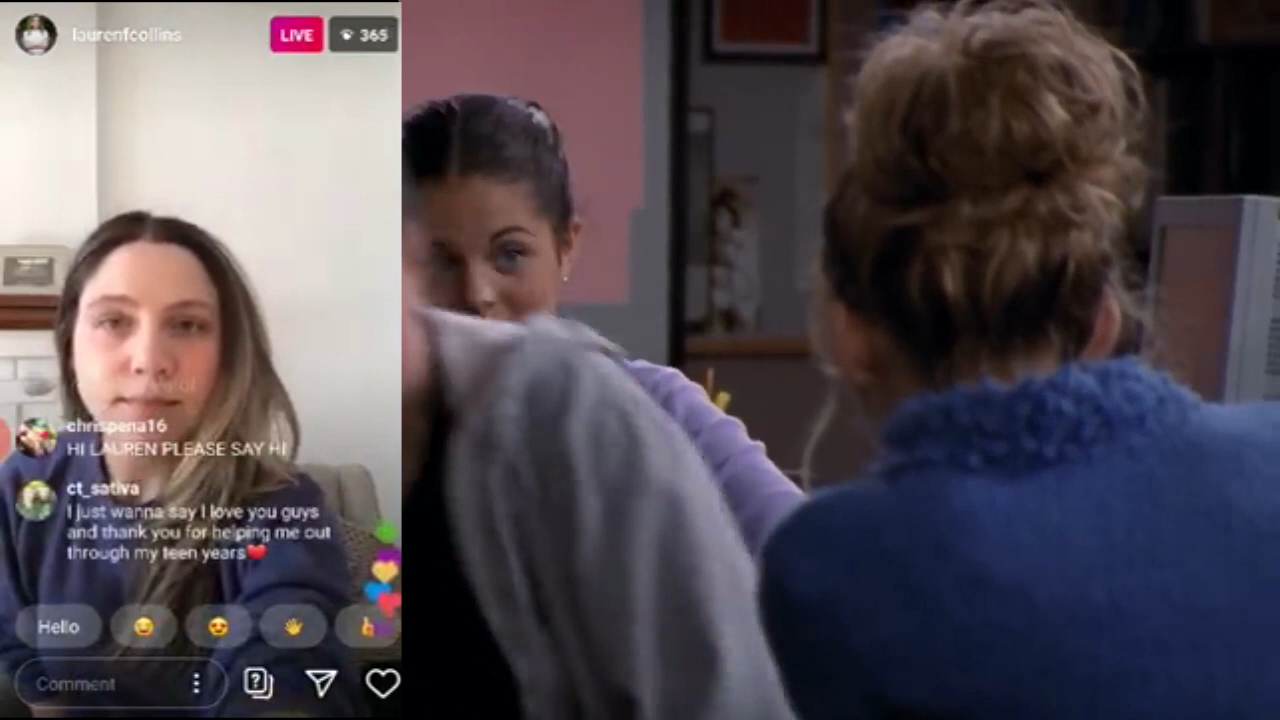 laurenfcollins
LIVE
365
chrispena16
HI LAUREN PLEASE SAY HI
ct_sativa
I just wanna say I love you guys
and thank you for helping me out
through my teen years❤️
Hello
Comment